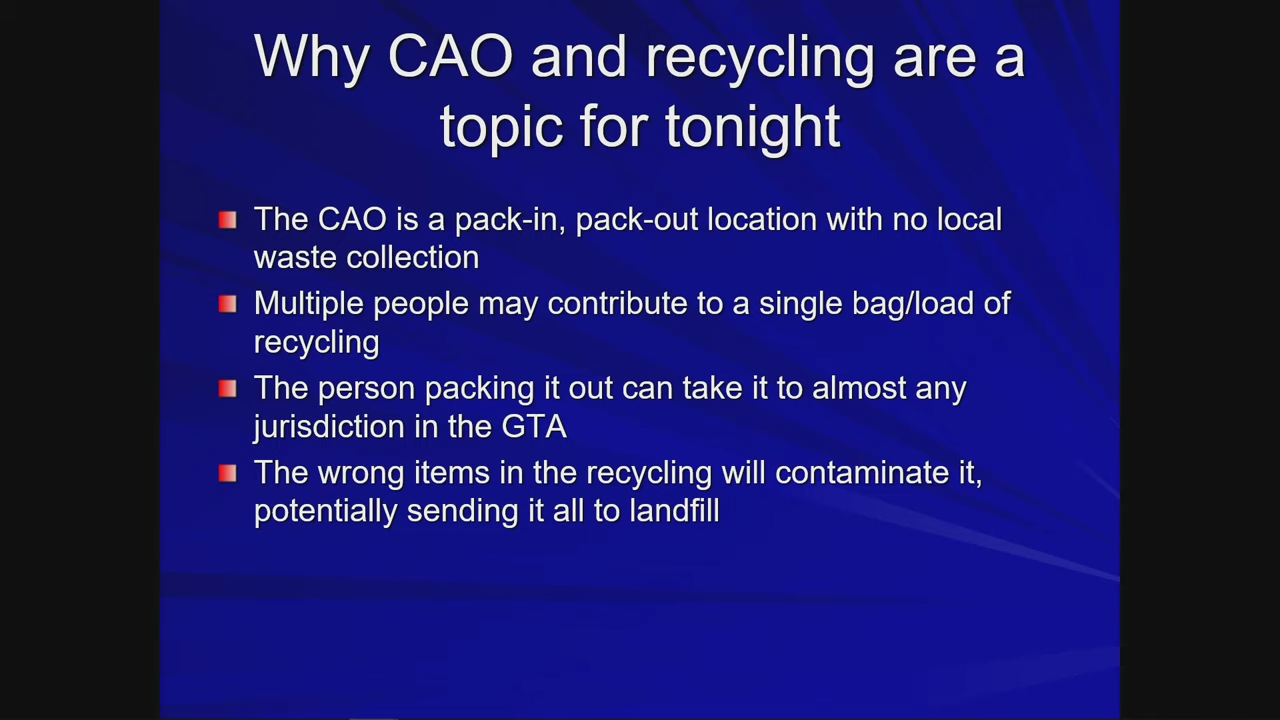 Why CAO and recycling are a
topic for tonight
The CAO is a pack-in, pack-out location with no local
waste collection
Multiple people may contribute to a single bag/load of
recycling
The person packing it out can take it to almost any
jurisdiction in the GTA
The wrong items in the recycling will contaminate it,
potentially sending it all to landfill